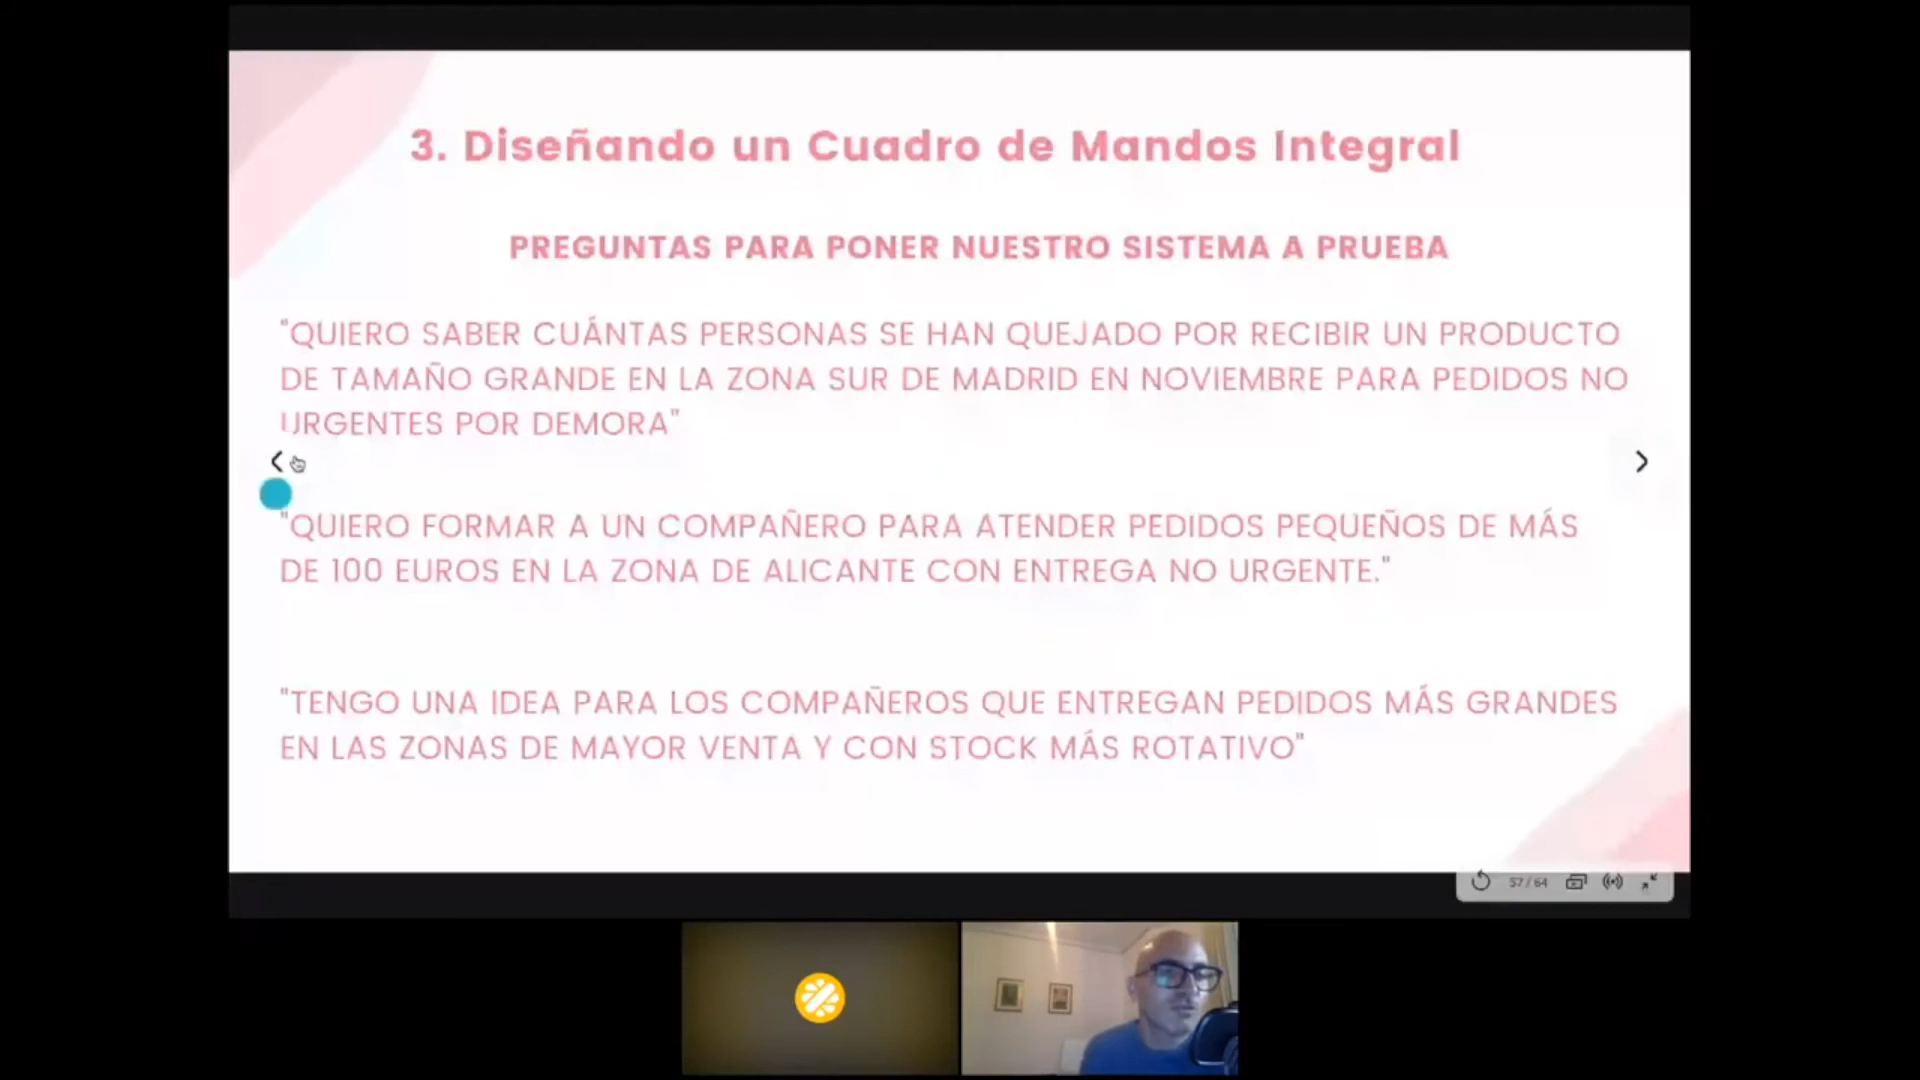 3. Diseñando un Cuadro de Mandos Integral
PREGUNTAS PARA PONER NUESTRO SISTEMA A PRUEBA
"QUIERO SABER CUÁNTAS PERSONAS SE HAN QUEJADO POR RECIBIR UN PRODUCTO
DE TAMAÑO GRANDE EN LA ZONA SUR DE MADRID EN NOVIEMBRE PARA PEDIDOS NO
URGENTES POR DEMORA"
"QUIERO FORMAR A UN COMPAÑERO PARA ATENDER PEDIDOS PEQUEÑOS DE MÁS
DE 100 EUROS EN LA ZONA DE ALICANTE CON ENTREGA NO URGENTE."
"TENGO UNA IDEA PARA LOS COMPAÑEROS QUE ENTREGAN PEDIDOS MÁS GRANDES
EN LAS ZONAS DE MAYOR VENTA Y CON STOCK MÁS ROTATIVO"
57 / 64